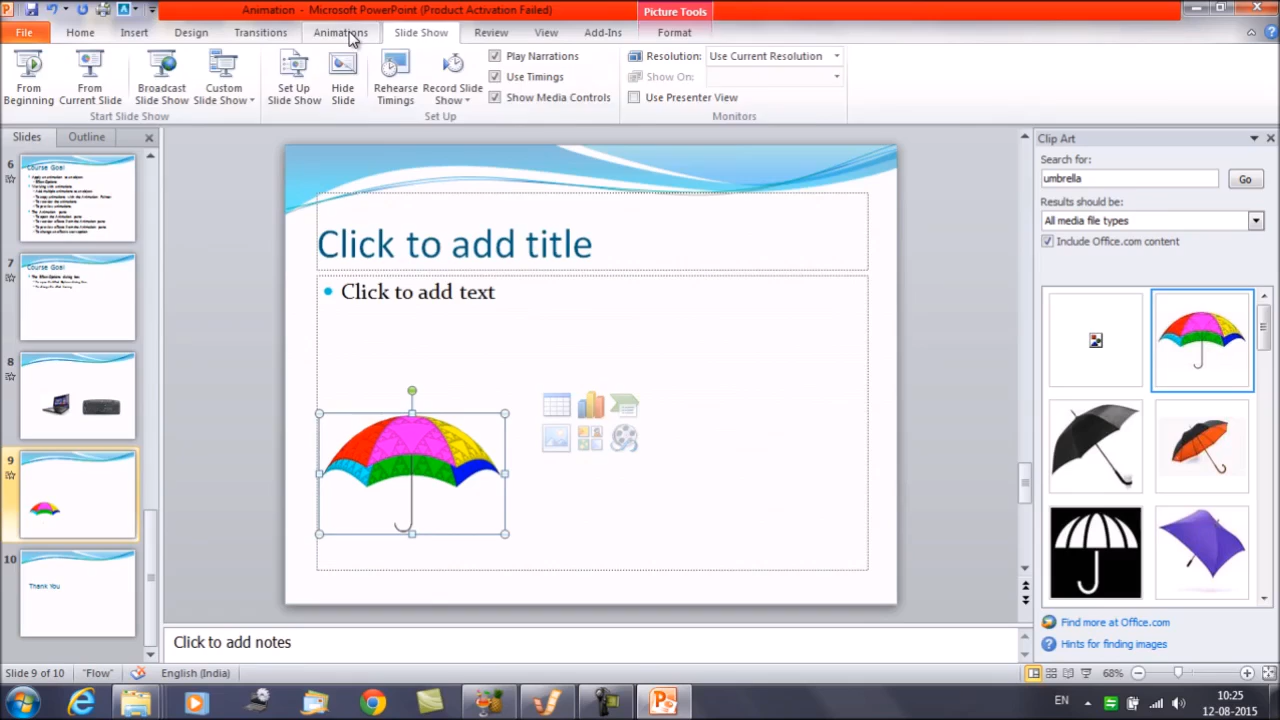 Animation - Microsoft PowerPoint (Product Activation Failed)
Picture Tools
File Home Insert Design Transitions Animations Slide Show Review View Add-Ins Format
From Beginning
From Current Slide
Broadcast Slide Show
Custom Slide Show
Start Slide Show
Set Up Slide Show
Hide Slide
Rehearse Timings
Record Slide Show
Play Narrations
Use Timings
Show Media Controls
Set Up
Resolution: Use Current Resolution
Show On:
Use Presenter View
Monitors
Slides Outline
6
Course Goal
7
Course Goal
8
9
10
Thank You
Click to add title
Click to add text
Click to add notes
Clip Art
Search for:
umbrella
Go
Results should be:
All media file types
Include Office.com content
Find more at Office.com
Hints for finding images
Slide 9 of 10 "Flow" English (India) 68%
EN 10:25
12-08-2015